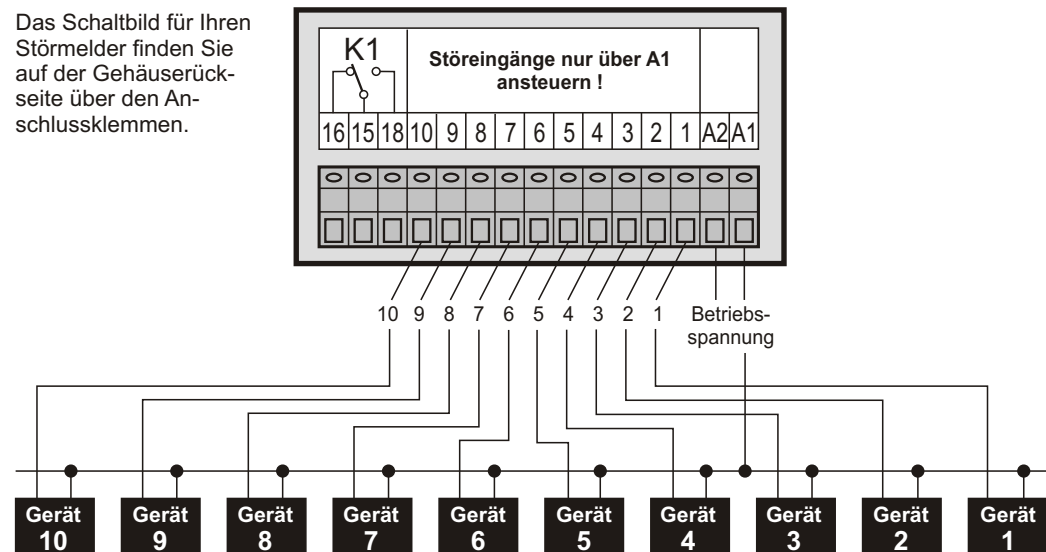 Das Schaltbild für Ihren
Störmelder finden Sie
auf der Gehäuserück-
seite über den An-
schlussklemmen.
K1
Störeingänge nur über A1
ansteuern !
16 15 18 10 9 8 7 6 5 4 3 2 1 A2 A1
10 9 8 7 6 5 4 3 2 1 Betriebs-
spannung
Gerät Gerät Gerät Gerät Gerät Gerät Gerät Gerät Gerät Gerät
10 9 8 7 6 5 4 3 2 1